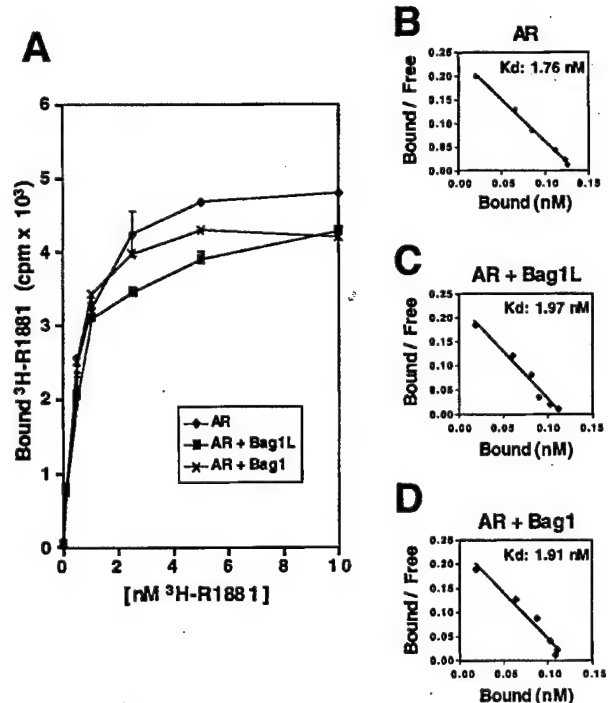 A
6
5
4
3
2
1
0
Bound ³H-R1881 (cpm x 10³)
AR
AR + Bag1L
AR + Bag1
0 2 4 6 8 10
[nM ³H-R1881]
B
AR
Kd: 1.76 nM
0.25
0.20
0.15
0.10
0.05
0.00
Bound / Free
0.00 0.05 0.10 0.15
Bound (nM)
C
AR + Bag1L
Kd: 1.97 nM
0.25
0.20
0.15
0.10
0.05
0.00
Bound / Free
0.00 0.05 0.10 0.15
Bound (nM)
D
AR + Bag1
Kd: 1.91 nM
0.25
0.20
0.15
0.10
0.05
0.00
Bound / Free
0.00 0.05 0.10 0.15
Bound (nM)